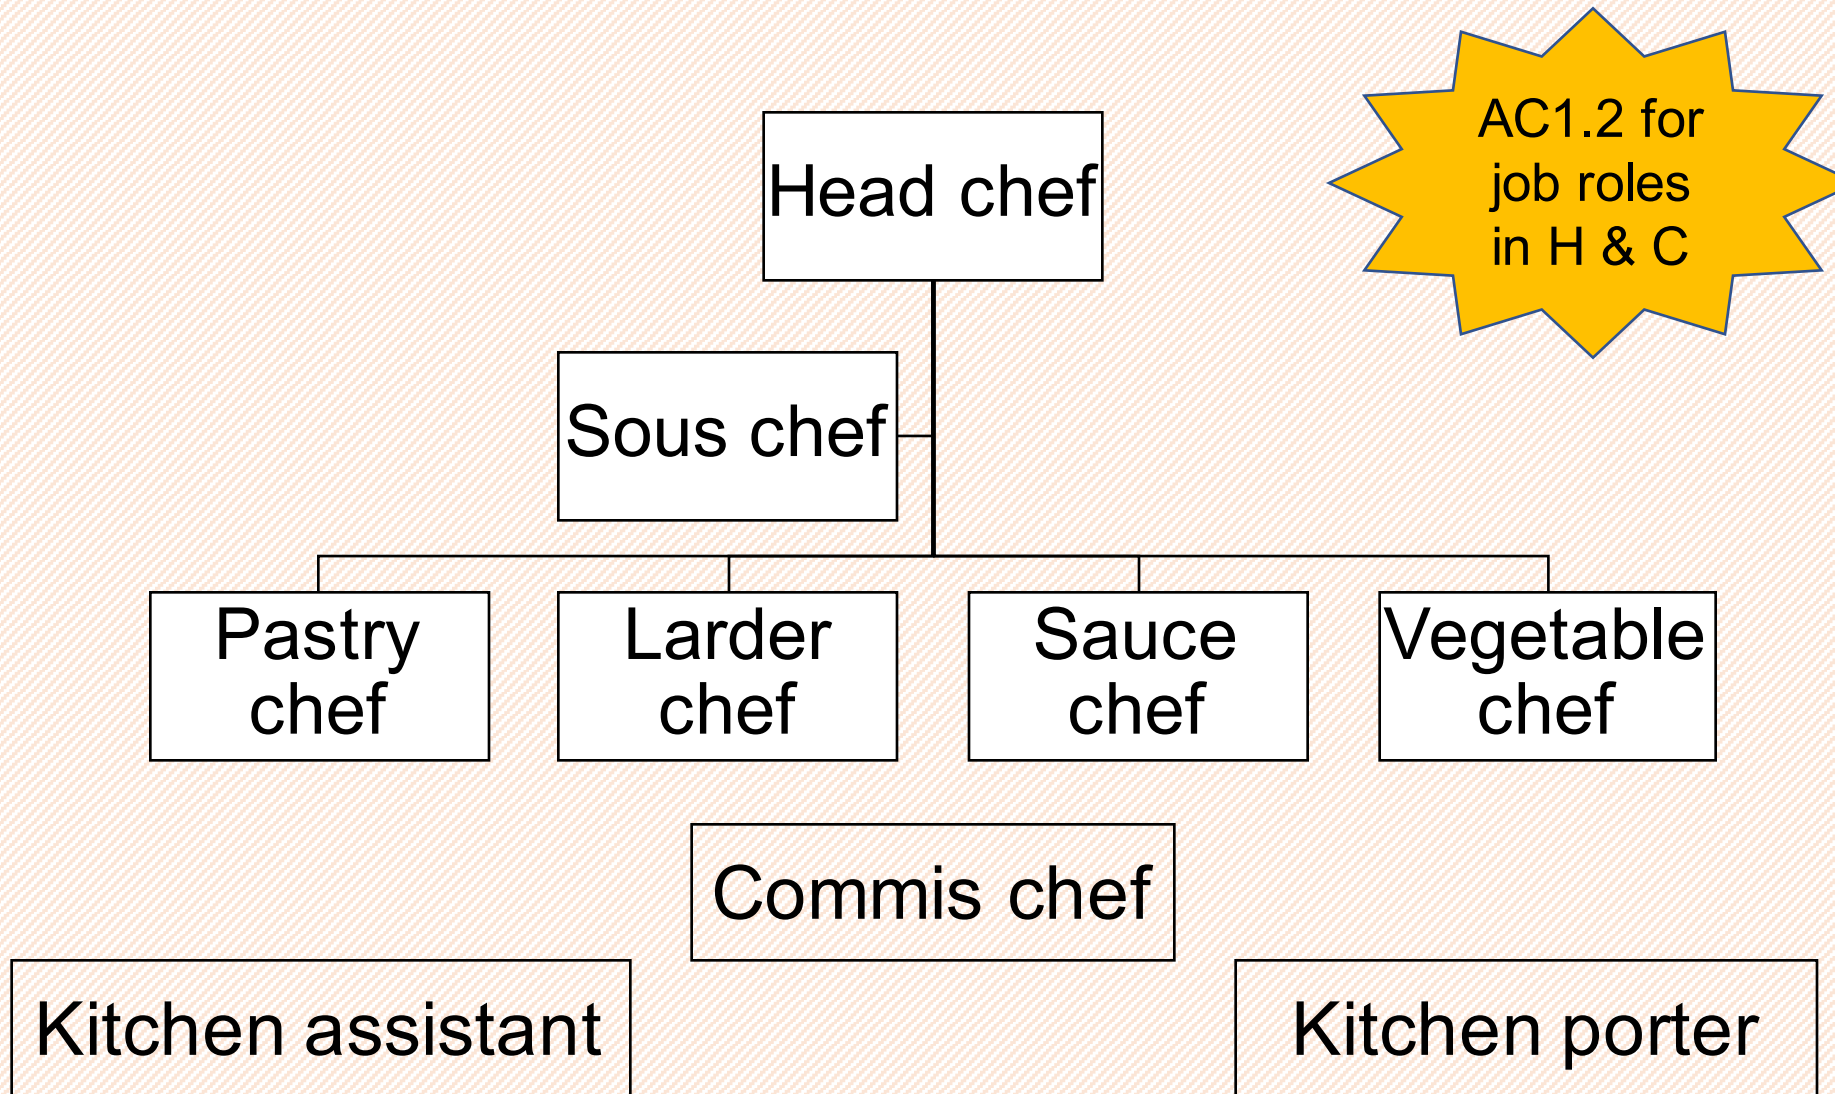 AC1.2 for
job roles
in H & C
Head chef
Sous chef
Pastry
chef
Larder
chef
Sauce
chef
Vegetable
chef
Commis chef
Kitchen assistant
Kitchen porter